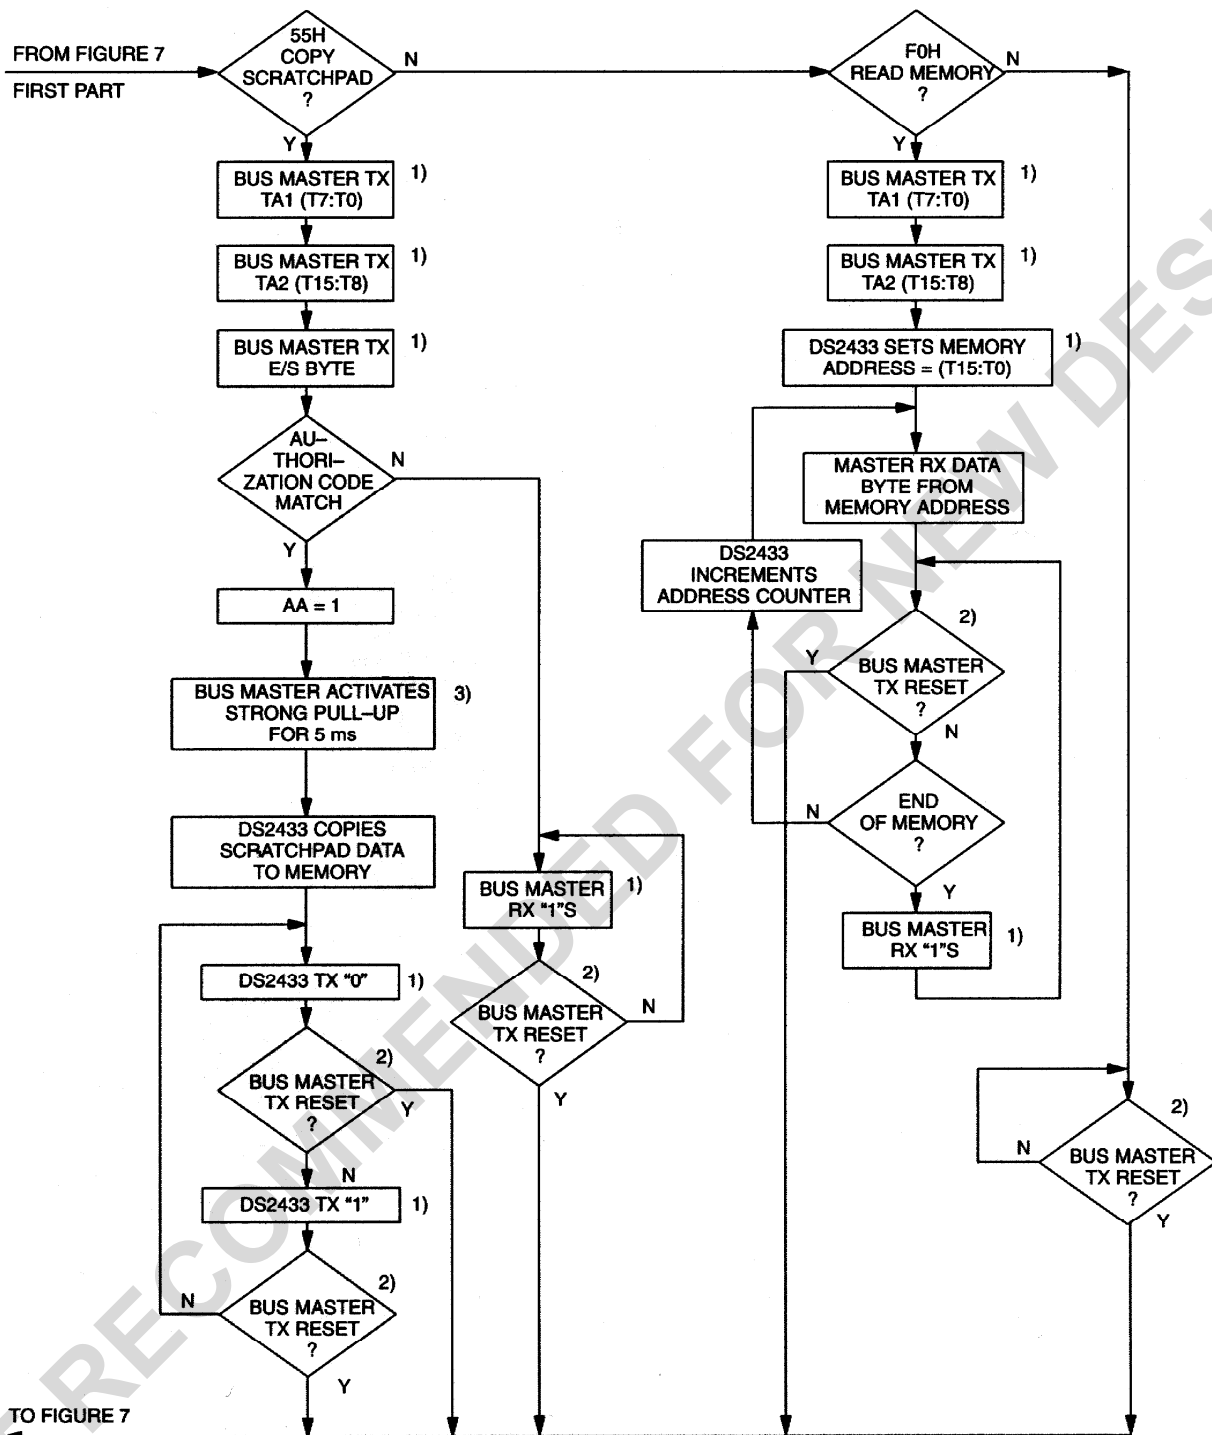 FROM FIGURE 7
FIRST PART
55H
COPY
SCRATCHPAD
?
N
Y
BUS MASTER TX
TA1 (T7:T0)
1)
BUS MASTER TX
TA2 (T15:T8)
1)
BUS MASTER TX
E/S BYTE
1)
AU–
THORI–
ZATION CODE
MATCH
N
Y
AA = 1
BUS MASTER ACTIVATES
STRONG PULL–UP
FOR 5 ms
3)
DS2433 COPIES
SCRATCHPAD DATA
TO MEMORY
DS2433 TX “0”
1)
BUS MASTER
TX RESET
?
2)
Y
N
DS2433 TX “1”
1)
BUS MASTER
TX RESET
?
2)
N
Y
BUS MASTER
RX “1”S
1)
BUS MASTER
TX RESET
?
2)
N
Y
F0H
READ MEMORY
?
N
Y
BUS MASTER TX
TA1 (T7:T0)
1)
BUS MASTER TX
TA2 (T15:T8)
1)
DS2433 SETS MEMORY
ADDRESS = (T15:T0)
1)
MASTER RX DATA
BYTE FROM
MEMORY ADDRESS
DS2433
INCREMENTS
ADDRESS COUNTER
BUS MASTER
TX RESET
?
2)
Y
N
END
OF MEMORY
?
N
Y
BUS MASTER
RX “1”S
1)
BUS MASTER
TX RESET
?
2)
N
Y
TO FIGURE 7
RECOMMENDED FOR NEW DESI